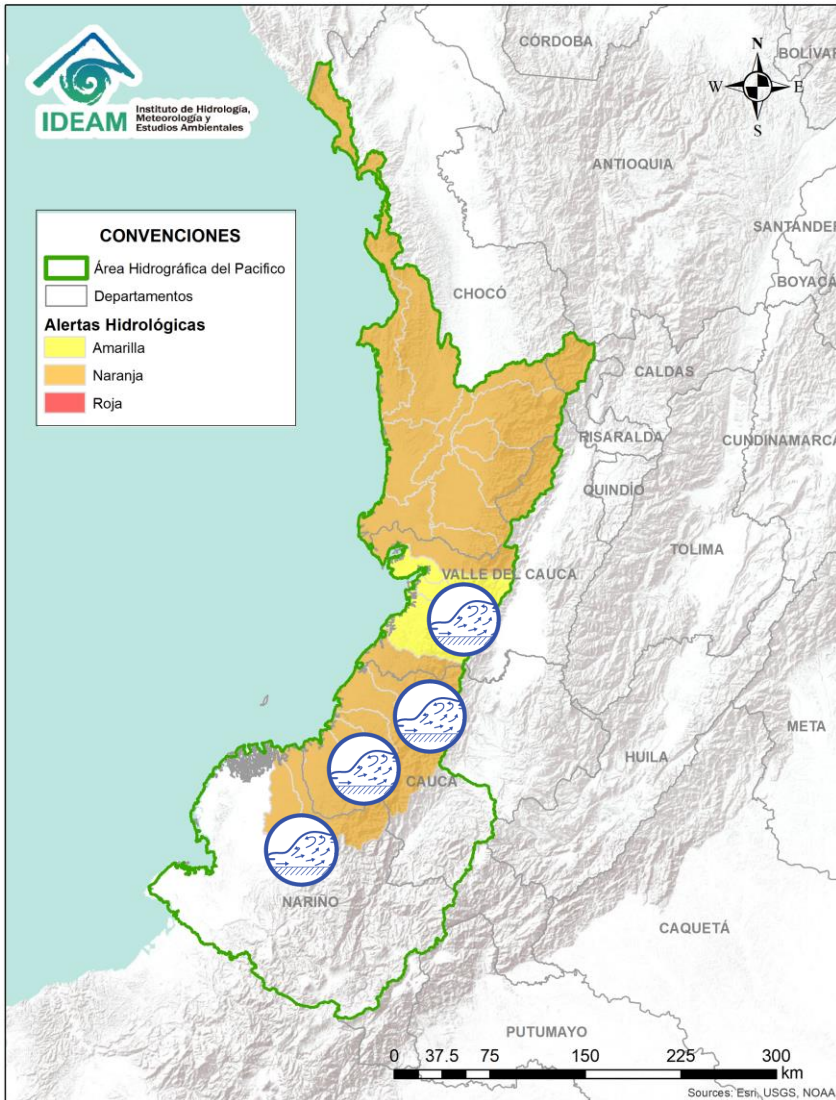 IDEAM
Instituto de Hidrología,
Meteorología y
Estudios Ambientales
CÓRDOBA
BOLÍVAR
N
W
E
S
ANTIOQUIA
SANTANDER
BOYACÁ
CONVENCIONES
Área Hidrográfica del Pacifico
Departamentos
Alertas Hidrológicas
Amarilla
Naranja
Roja
CHOCÓ
CALDAS
RISARALDA
CUNDINAMARCA
QUINDÍO
TOLIMA
VALLE DEL CAUCA
META
HUILA
CAUCA
NARIÑO
CAQUETÁ
PUTUMAYO
0 37.5 75 150 225 300
km
Sources: Esri, USGS, NOAA